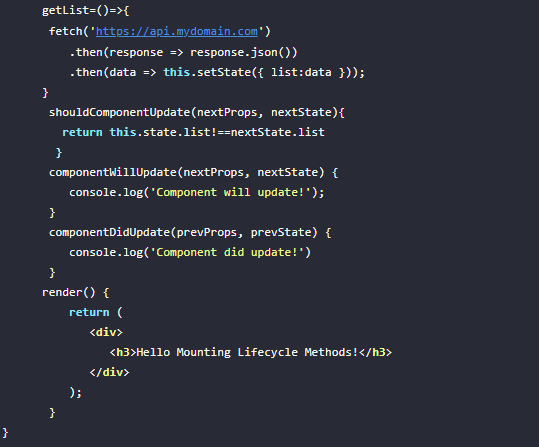 getList=()=>{
fetch('https://api.mydomain.com')
.then(response => response.json())
.then(data => this.setState({ list:data }));
}
shouldComponentUpdate(nextProps, nextState){
return this.state.list!==nextState.list
}
componentWillUpdate(nextProps, nextState) {
console.log('Component will update!');
}
componentDidUpdate(prevProps, prevState) {
console.log('Component did update!')
}
render() {
return (
<div>
<h3>Hello Mounting Lifecycle Methods!</h3>
</div>
);
}
}